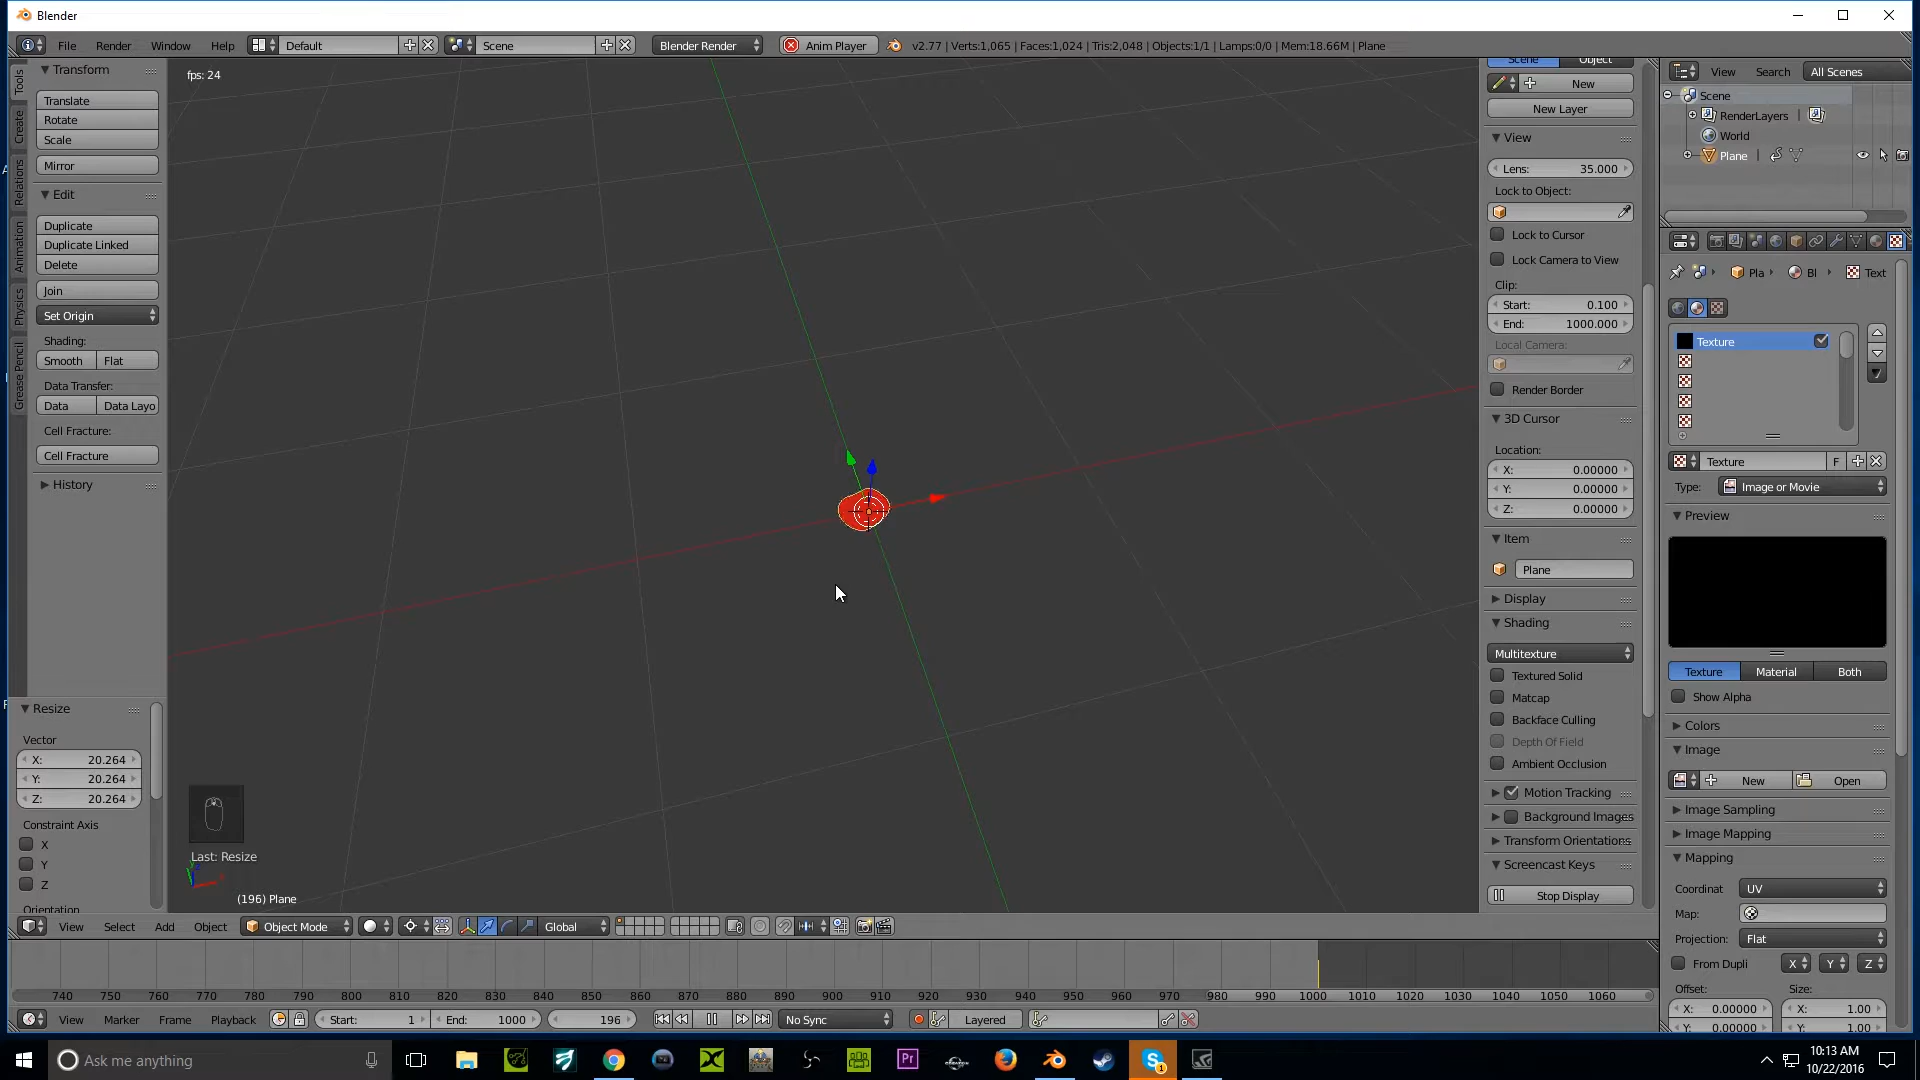 Blender
File Render Window Help Default Scene Blender Render Anim Player v2.77 | Verts:1,065 | Faces:1,024 | Tris:2,048 | Objects:1/1 | Lamps:0/0 | Mem:18.66M | Plane
Tools
Create
Relations
Animation
Physics
Grease Pencil
Transform
Translate
Rotate
Scale
Mirror
Edit
Duplicate
Duplicate Linked
Delete
Join
Set Origin
Shading:
Smooth Flat
Data Transfer:
Data Data Layo
Cell Fracture:
Cell Fracture
History
Resize
Vector
X: 20.264
Y: 20.264
Z: 20.264
Constraint Axis
X
Y
Z
Orientation
fps: 24
Last: Resize
(196) Plane
Scene Object
New
New Layer
View
Lens: 35.000
Lock to Object:
Lock to Cursor
Lock Camera to View
Clip:
Start: 0.100
End: 1000.000
Local Camera:
Render Border
3D Cursor
Location:
X: 0.00000
Y: 0.00000
Z: 0.00000
Item
Plane
Display
Shading
Multitexture
Textured Solid
Matcap
Backface Culling
Depth Of Field
Ambient Occlusion
Motion Tracking
Background Images
Transform Orientations
Screencast Keys
Stop Display
View Search All Scenes
Scene
RenderLayers |
World
Plane |
Pla Bl Text
Texture
Texture F
Type: Image or Movie
Preview
Texture Material Both
Show Alpha
Colors
Image
New Open
Image Sampling
Image Mapping
Mapping
Coordinat UV
Map:
Projection: Flat
From Dupli X Y Z
Offset: Size:
X: 0.00000 X: 1.00
Y: 0.00000 Y: 1.00
View Select Add Object Object Mode Global
740 750 760 770 780 790 800 810 820 830 840 850 860 870 880 890 900 910 920 930 940 950 960 970 980 990 1000 1010 1020 1030 1040 1050 1060
View Marker Frame Playback Start: 1 End: 1000 196 No Sync Layered
Ask me anything
Pr
S 1
10:13 AM
10/22/2016